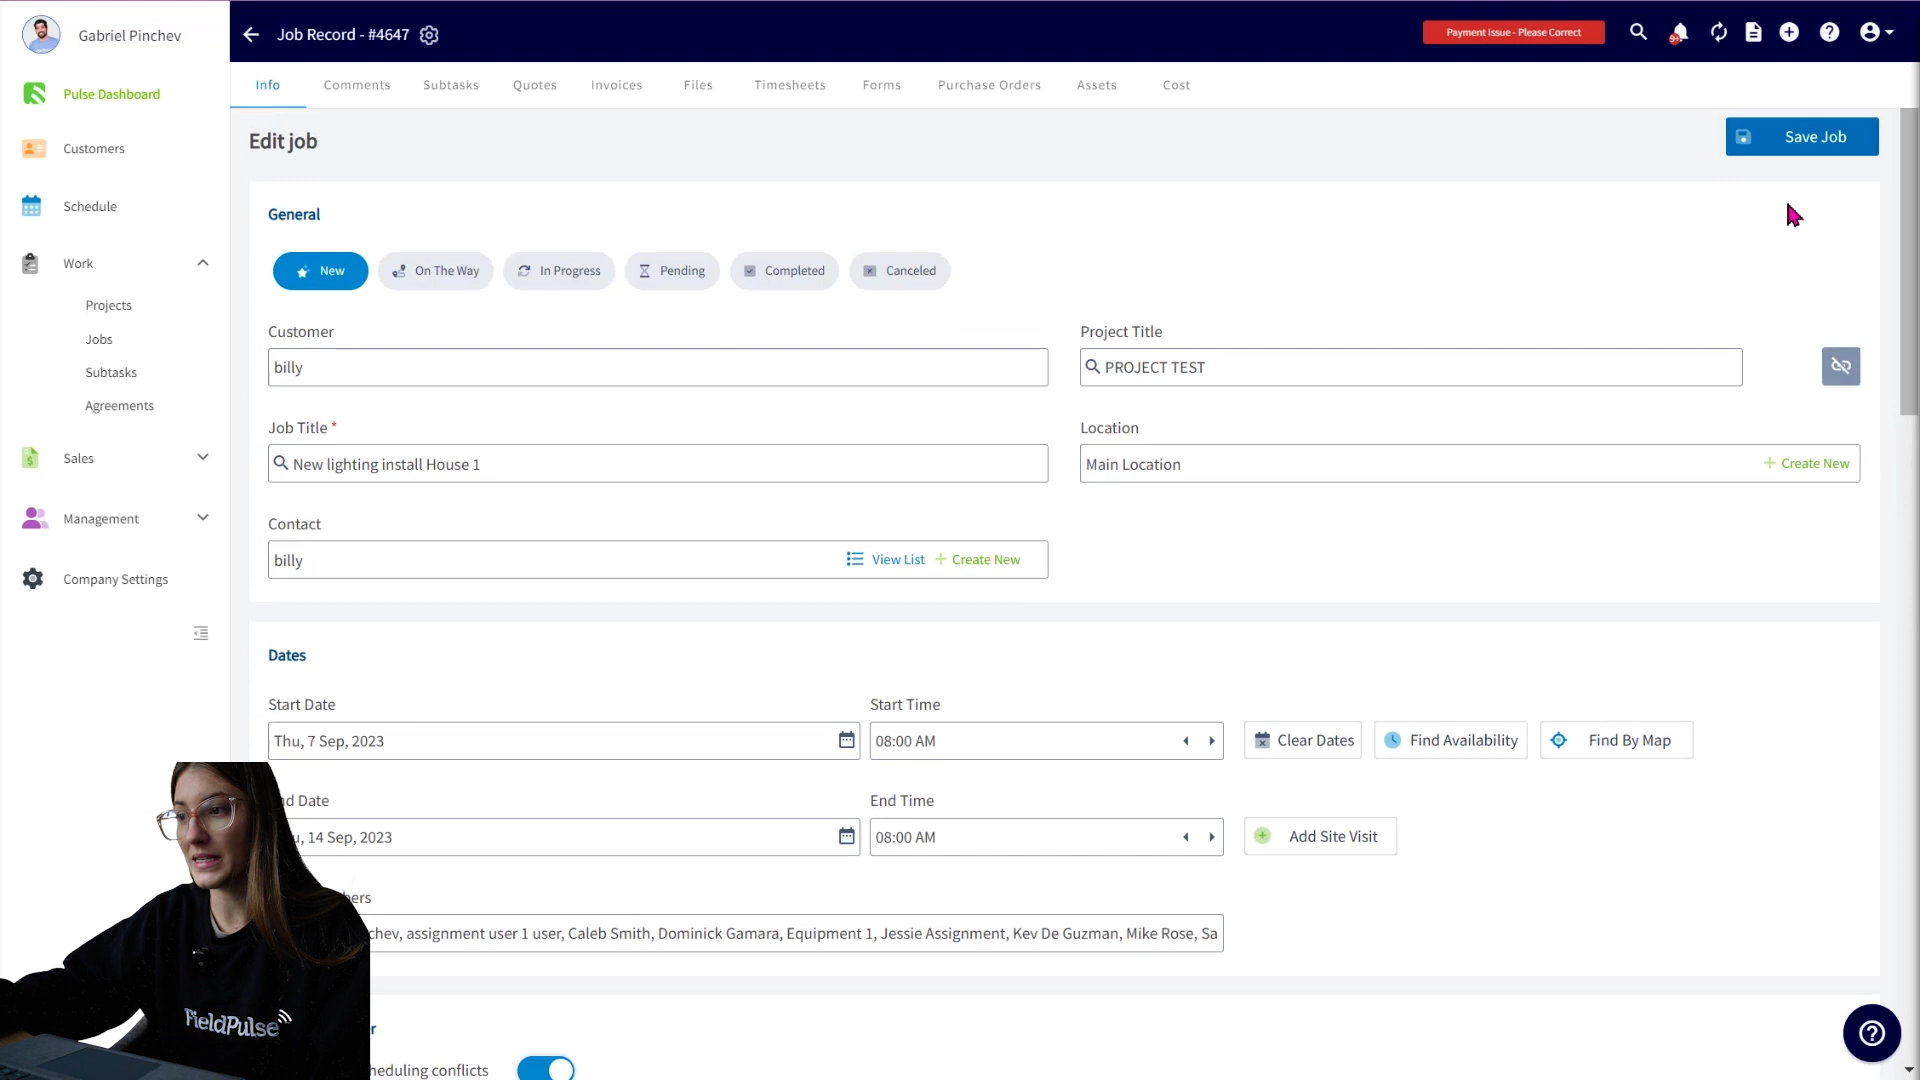 Gabriel Pinchev
Job Record - #4647
Payment Issue - Please Correct
9+
Pulse Dashboard
Customers
Schedule
Work
Projects
Jobs
Subtasks
Agreements
Sales
Management
Company Settings
Info
Comments
Subtasks
Quotes
Invoices
Files
Timesheets
Forms
Purchase Orders
Assets
Cost
Edit job
Save Job
General
New
On The Way
In Progress
Pending
Completed
Canceled
Customer
billy
Project Title
PROJECT TEST
Job Title *
New lighting install House 1
Location
Main Location
+ Create New
Contact
billy
View List
+ Create New
Dates
Start Date
Thu, 7 Sep, 2023
Start Time
08:00 AM
Clear Dates
Find Availability
Find By Map
Date
14 Sep, 2023
End Time
08:00 AM
Add Site Visit
assignment user 1 user, Caleb Smith, Dominick Gamara, Equipment 1, Jessie Assignment, Kev De Guzman, Mike Rose, Sa
conflicts
FieldPulse